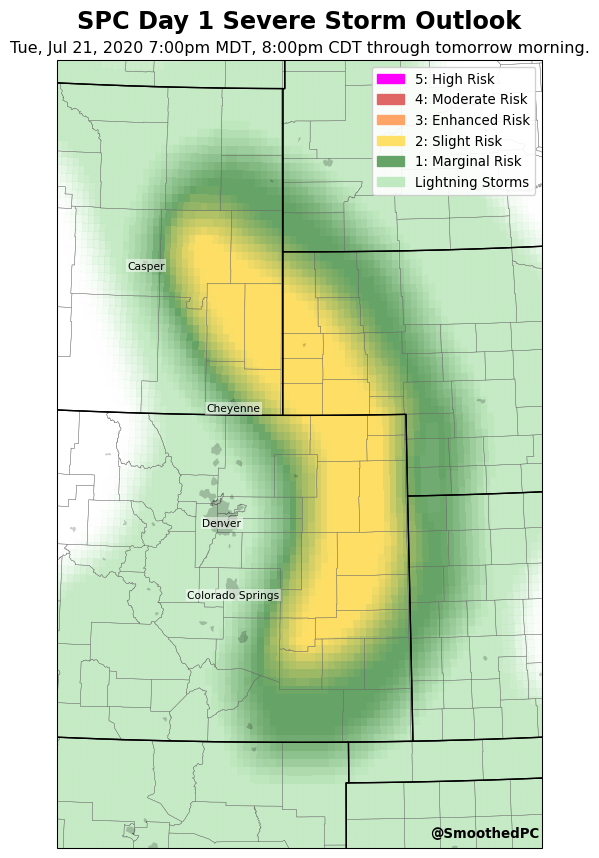 SPC Day 1 Severe Storm Outlook
Tue, Jul 21, 2020 7:00pm MDT, 8:00pm CDT through tomorrow morning.
5: High Risk
4: Moderate Risk
3: Enhanced Risk
2: Slight Risk
1: Marginal Risk
Lightning Storms
Casper
Cheyenne
Denver
Colorado Springs
@SmoothedPC